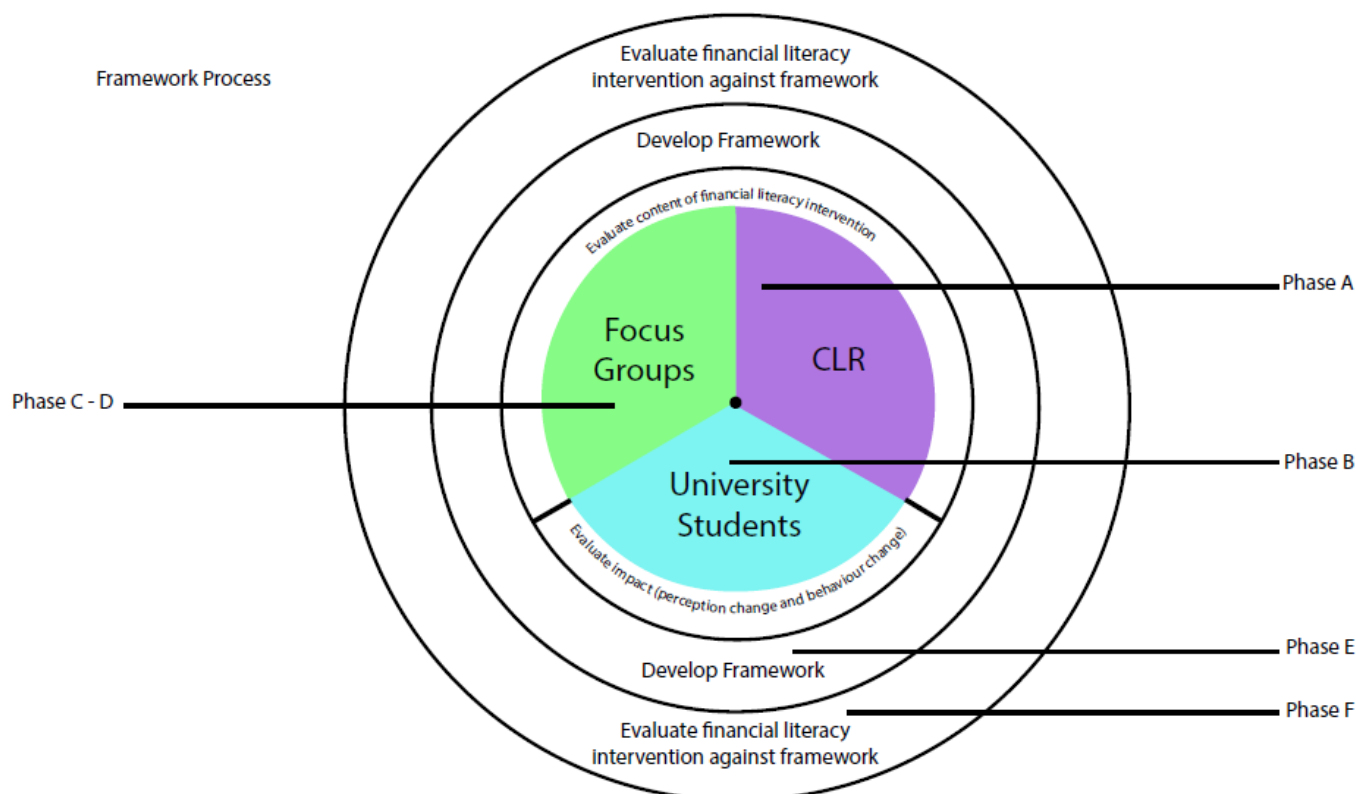 Framework Process
Evaluate financial literacy
intervention against framework
Develop Framework
Evaluate content of financial literacy intervention
Phase A
Focus
Groups
CLR
Phase C - D
Phase B
University
Students
Evaluate impact (perception change and behaviour change)
Phase E
Develop Framework
Phase F
Evaluate financial literacy
intervention against framework